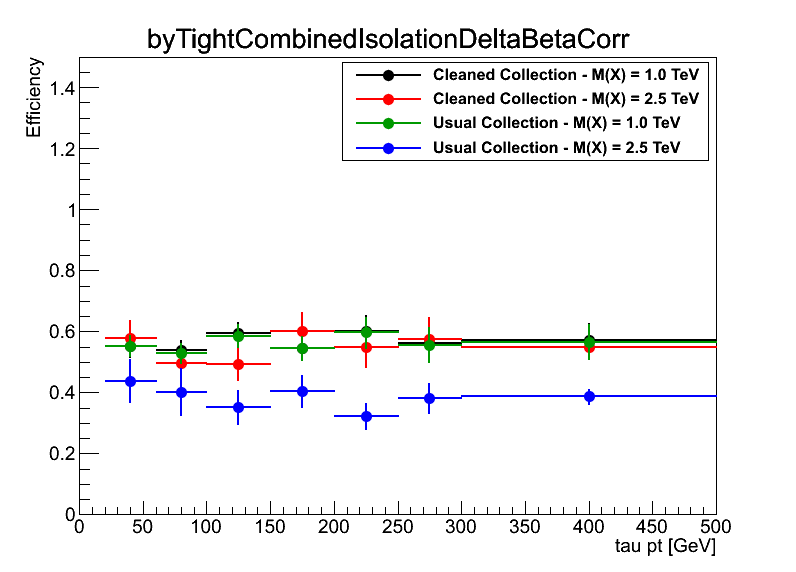 byTightCombinedIsolationDeltaBetaCorr
Efficiency
Cleaned Collection - M(X) = 1.0 TeV
Cleaned Collection - M(X) = 2.5 TeV
Usual Collection - M(X) = 1.0 TeV
Usual Collection - M(X) = 2.5 TeV
1.4
1.2
1
0.8
0.6
0.4
0.2
0
0 50 100 150 200 250 300 350 400 450 500
tau pt [GeV]